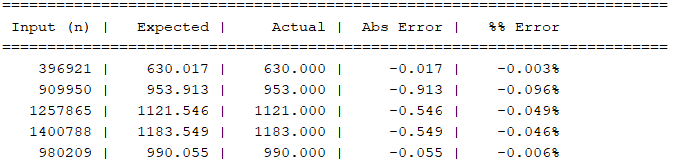 ==========================================================================
Input (n) | Expected | Actual | Abs Error | %% Error
==========================================================================
396921 | 630.017 | 630.000 | -0.017 | -0.003%
909950 | 953.913 | 953.000 | -0.913 | -0.096%
1257865 | 1121.546 | 1121.000 | -0.546 | -0.049%
1400788 | 1183.549 | 1183.000 | -0.549 | -0.046%
980209 | 990.055 | 990.000 | -0.055 | -0.006%